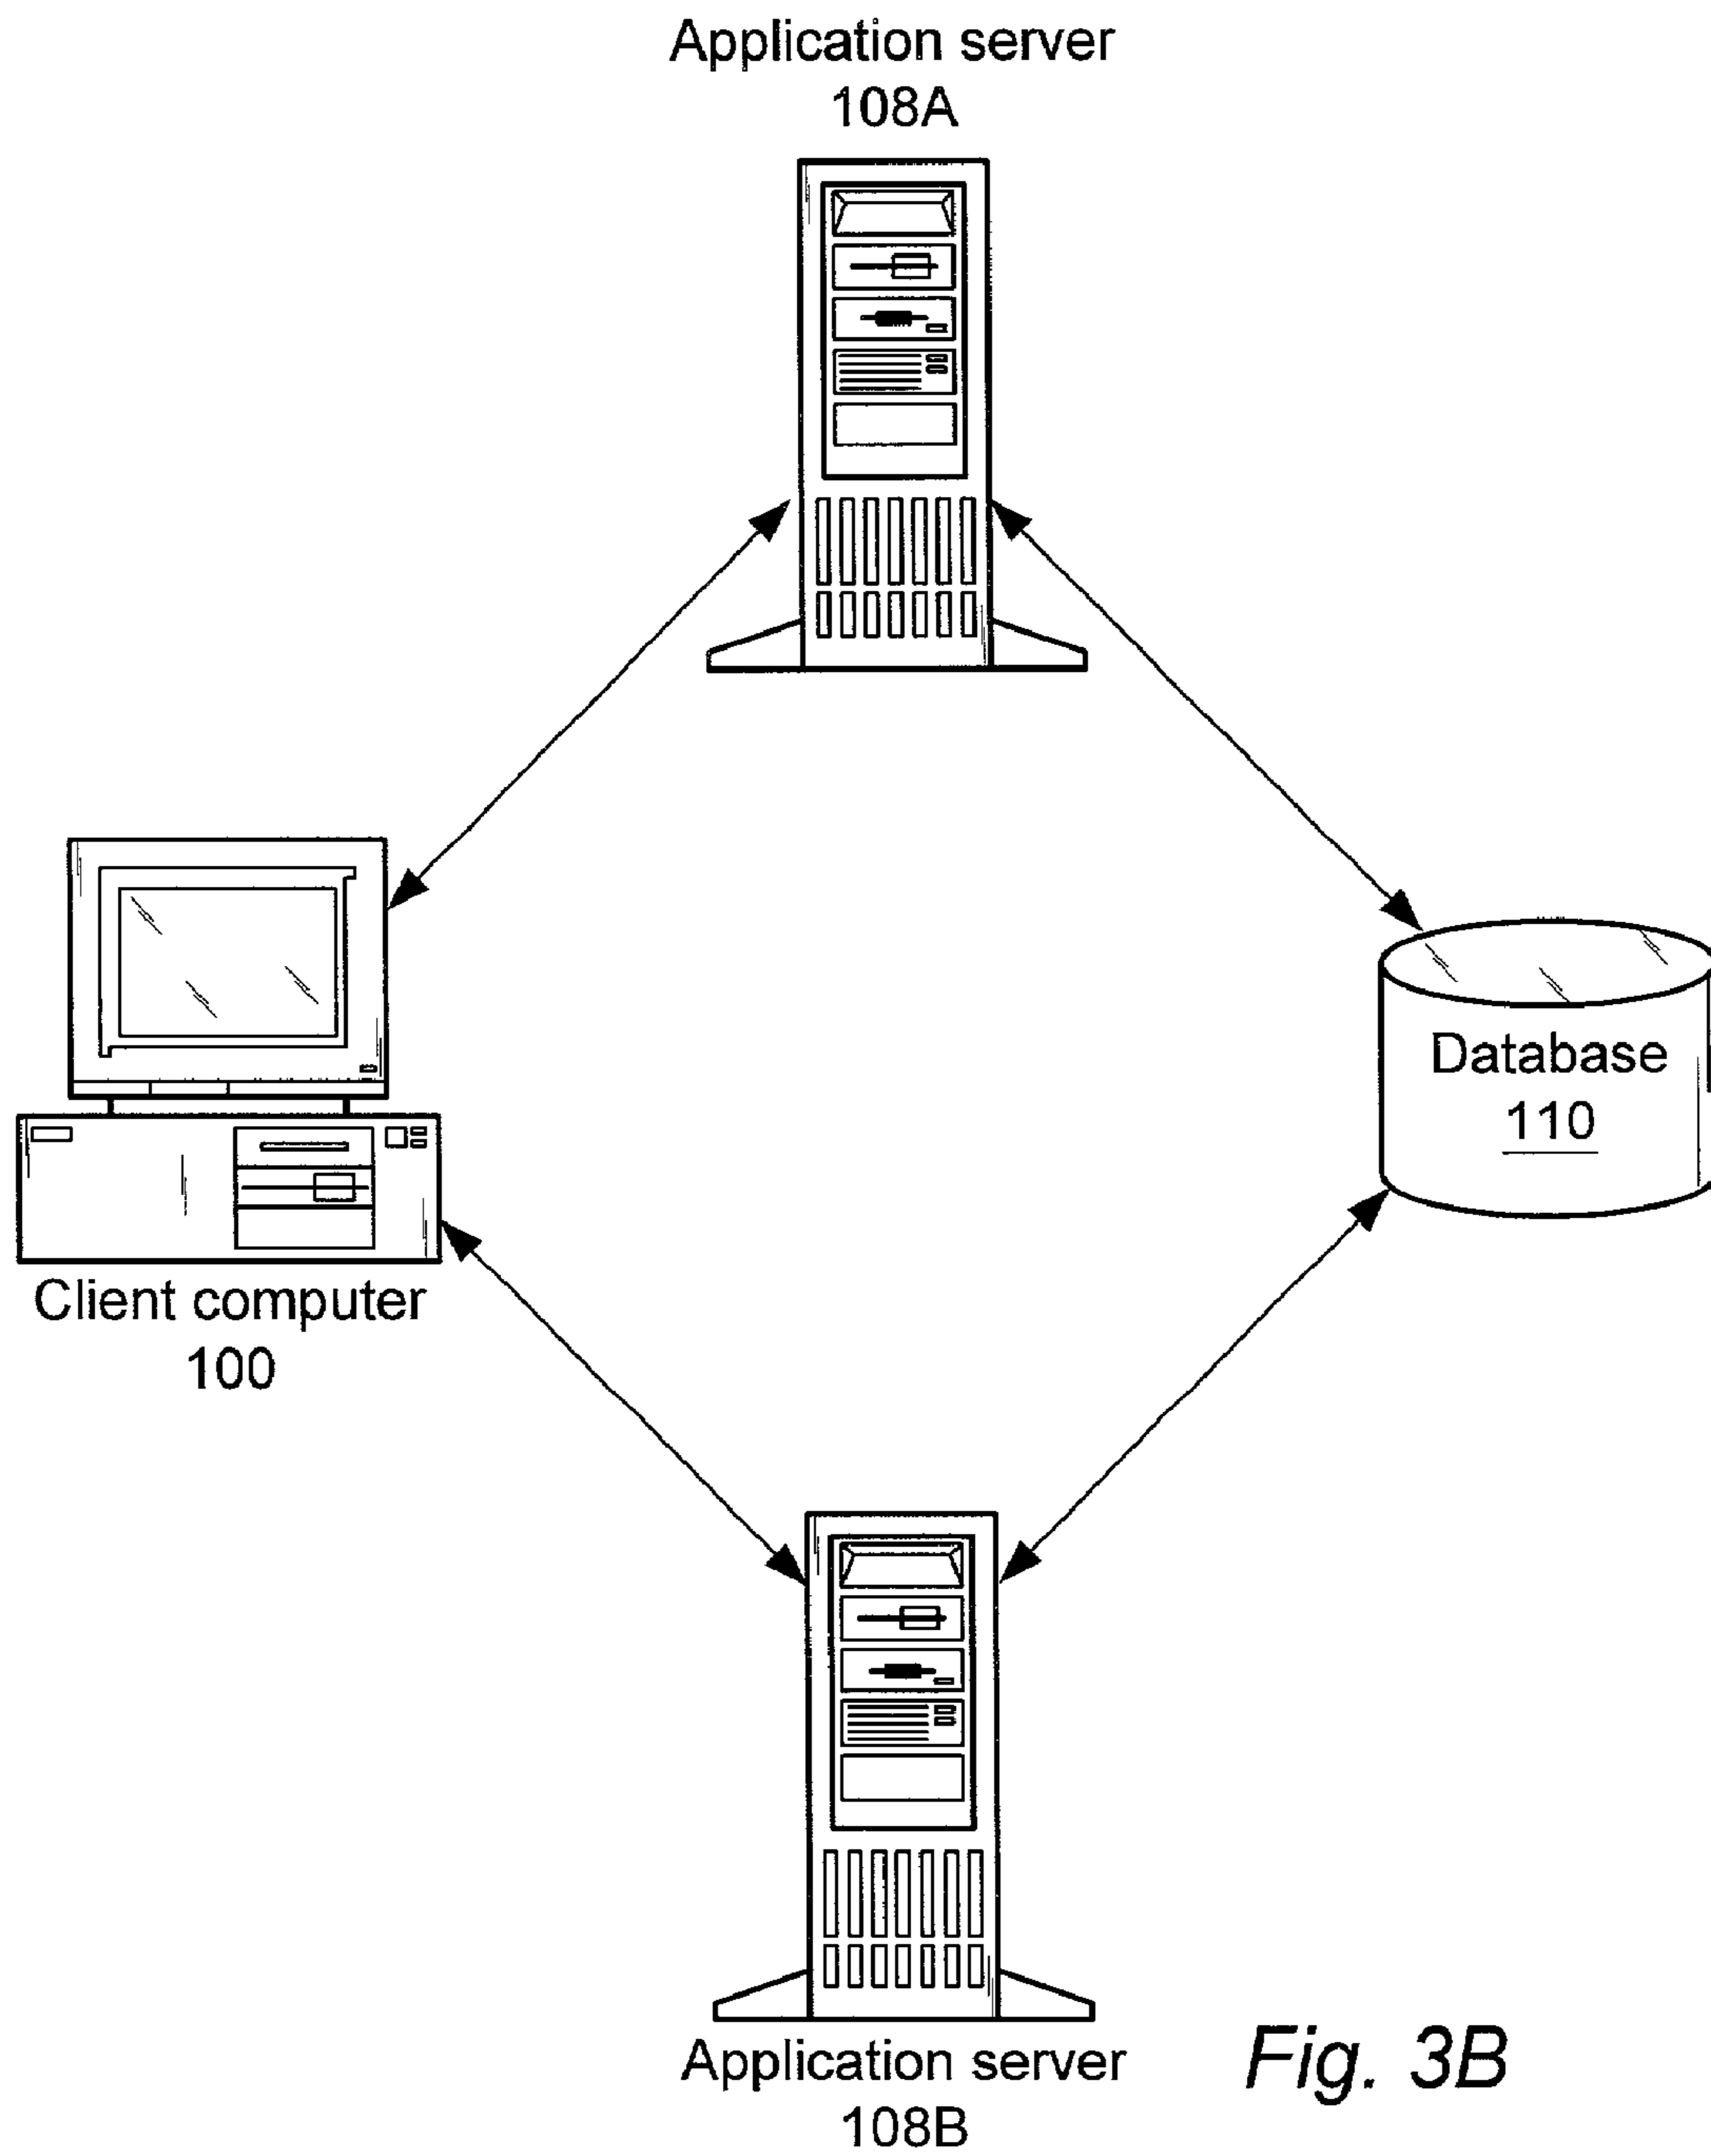 Application server
108A
Database
110
Client computer
100
Application server
108B
Fig. 3B